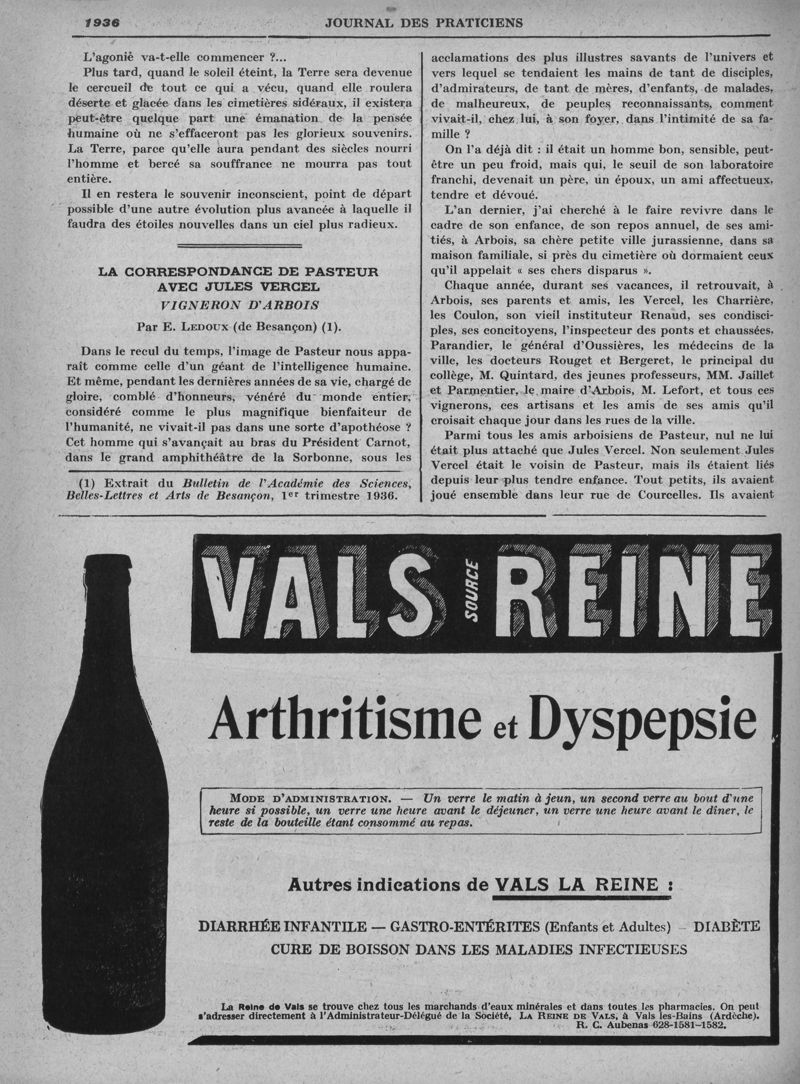 1936
JOURNAL DES PRATICIENS
L'agonie va-t-elle commencer ?...
Plus tard, quand le soleil éteint, la Terre sera devenue
le cercueil de tout ce qui a vécu, quand elle roulera
déserte et glacée dans les cimetières sidéraux, il existera
peut-être quelque part une émanation de la pensée
humaine où ne s'effaceront pas les glorieux souvenirs.
La Terre, parce qu'elle aura pendant des siècles nourri
l'homme et bercé sa souffrance ne mourra pas tout
entière.
Il en restera le souvenir inconscient, point de départ
possible d'une autre évolution plus avancée à laquelle il
faudra des étoiles nouvelles dans un ciel plus radieux.
LA CORRESPONDANCE DE PASTEUR
AVEC JULES VERCEL
VIGNERON D'ARBOIS
Par E. LEDOUX (de Besançon) (1).
Dans le recul du temps, l'image de Pasteur nous appa-
raît comme celle d'un géant de l'intelligence humaine.
Et même, pendant les dernières années de sa vie, chargé de
gloire, comblé d'honneurs, vénéré du monde entier,
considéré comme le plus magnifique bienfaiteur de
l'humanité, ne vivait-il pas dans une sorte d'apothéose ?
Cet homme qui s'avançait au bras du Président Carnot,
dans le grand amphithéâtre de la Sorbonne, sous les
(1) Extrait du Bulletin de l'Académie des Sciences,
Belles-Lettres et Arts de Besançon, 1er trimestre 1936.
acclamations des plus illustres savants de l'univers et
vers lequel se tendaient les mains de tant de disciples,
d'admirateurs, de tant de mères, d'enfants, de malades,
de malheureux, de peuples reconnaissants, comment
vivait-il, chez lui, à son foyer, dans l'intimité de sa fa-
mille ?
On l'a déjà dit : il était un homme bon, sensible, peut-
être un peu froid, mais qui, le seuil de son laboratoire
franchi, devenait un père, un époux, un ami affectueux,
tendre et dévoué.
L'an dernier, j'ai cherché à le faire revivre dans le
cadre de son enfance, de son repos annuel, de ses ami-
tiés, à Arbois, sa chère petite ville jurassienne, dans sa
maison familiale, si près du cimetière où dormaient ceux
qu'il appelait « ses chers disparus ».
Chaque année, durant ses vacances, il retrouvait, à
Arbois, ses parents et amis, les Vercel, les Charrière,
les Coulon, son vieil instituteur Renaud, ses condisci-
ples, ses concitoyens, l'inspecteur des ponts et chaussées,
Parandier, le général d'Oussières, les médecins de la
ville, les docteurs Rouget et Bergeret, le principal du
collège, M. Quintard, des jeunes professeurs, MM. Jaillet
et Parmentier, le maire d'Arbois, M. Lefort, et tous ces
vignerons, ces artisans et les amis de ses amis qu'il
croisait chaque jour dans les rues de la ville.
Parmi tous les amis arboisiens de Pasteur, nul ne lui
était plus attaché que Jules Vercel. Non seulement Jules
Vercel était le voisin de Pasteur, mais ils étaient liés
depuis leur plus tendre enfance. Tout petits, ils avaient
joué ensemble dans leur rue de Courcelles. Ils avaient
VALS SOURCE REINE
Arthritisme et Dyspepsie
MODE D'ADMINISTRATION. — Un verre le matin à jeun, un second verre au bout d'une
heure si possible, un verre une heure avant le déjeuner, un verre une heure avant le dîner, le
reste de la bouteille étant consommé au repas.
Autres indications de VALS LA REINE :
DIARRHÉE INFANTILE — GASTRO-ENTÉRITES (Enfants et Adultes) — DIABÈTE
CURE DE BOISSON DANS LES MALADIES INFECTIEUSES
La Reine de Vals se trouve chez tous les marchands d'eaux minérales et dans toutes les pharmacies. On peut
s'adresser directement à l'Administrateur-Délégué de la Société, LA REINE DE VALS, à Vals les-Bains (Ardèche).
R. C. Aubenas 628-1581-1582.